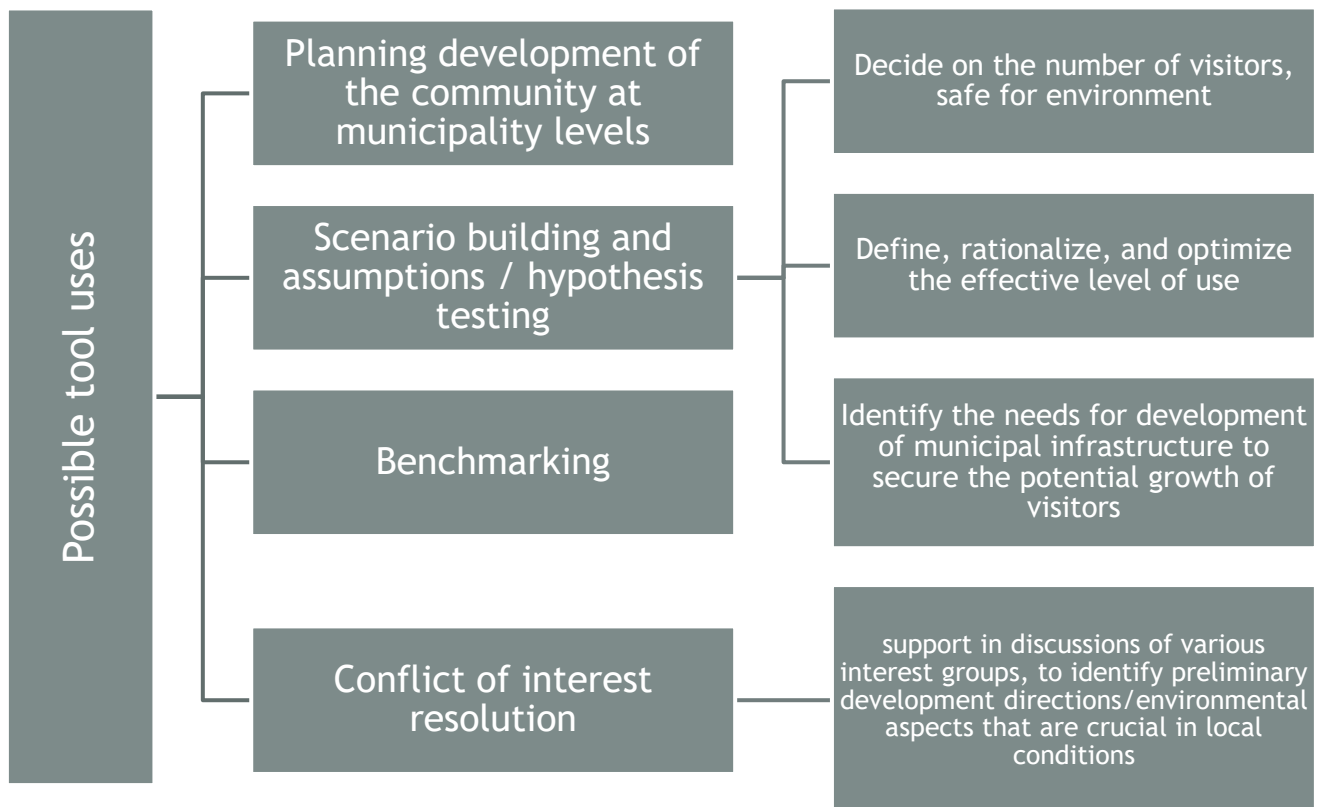 Possible tool uses
Planning development of
the community at
municipality levels
Scenario building and
assumptions / hypothesis
testing
Decide on the number of visitors,
safe for environment
Define, rationalize, and optimize
the effective level of use
Identify the needs for development
of municipal infrastructure to
secure the potential growth of
visitors
Benchmarking
Conflict of interest
resolution
support in discussions of various
interest groups, to identify preliminary
development directions/environmental
aspects that are crucial in local
conditions